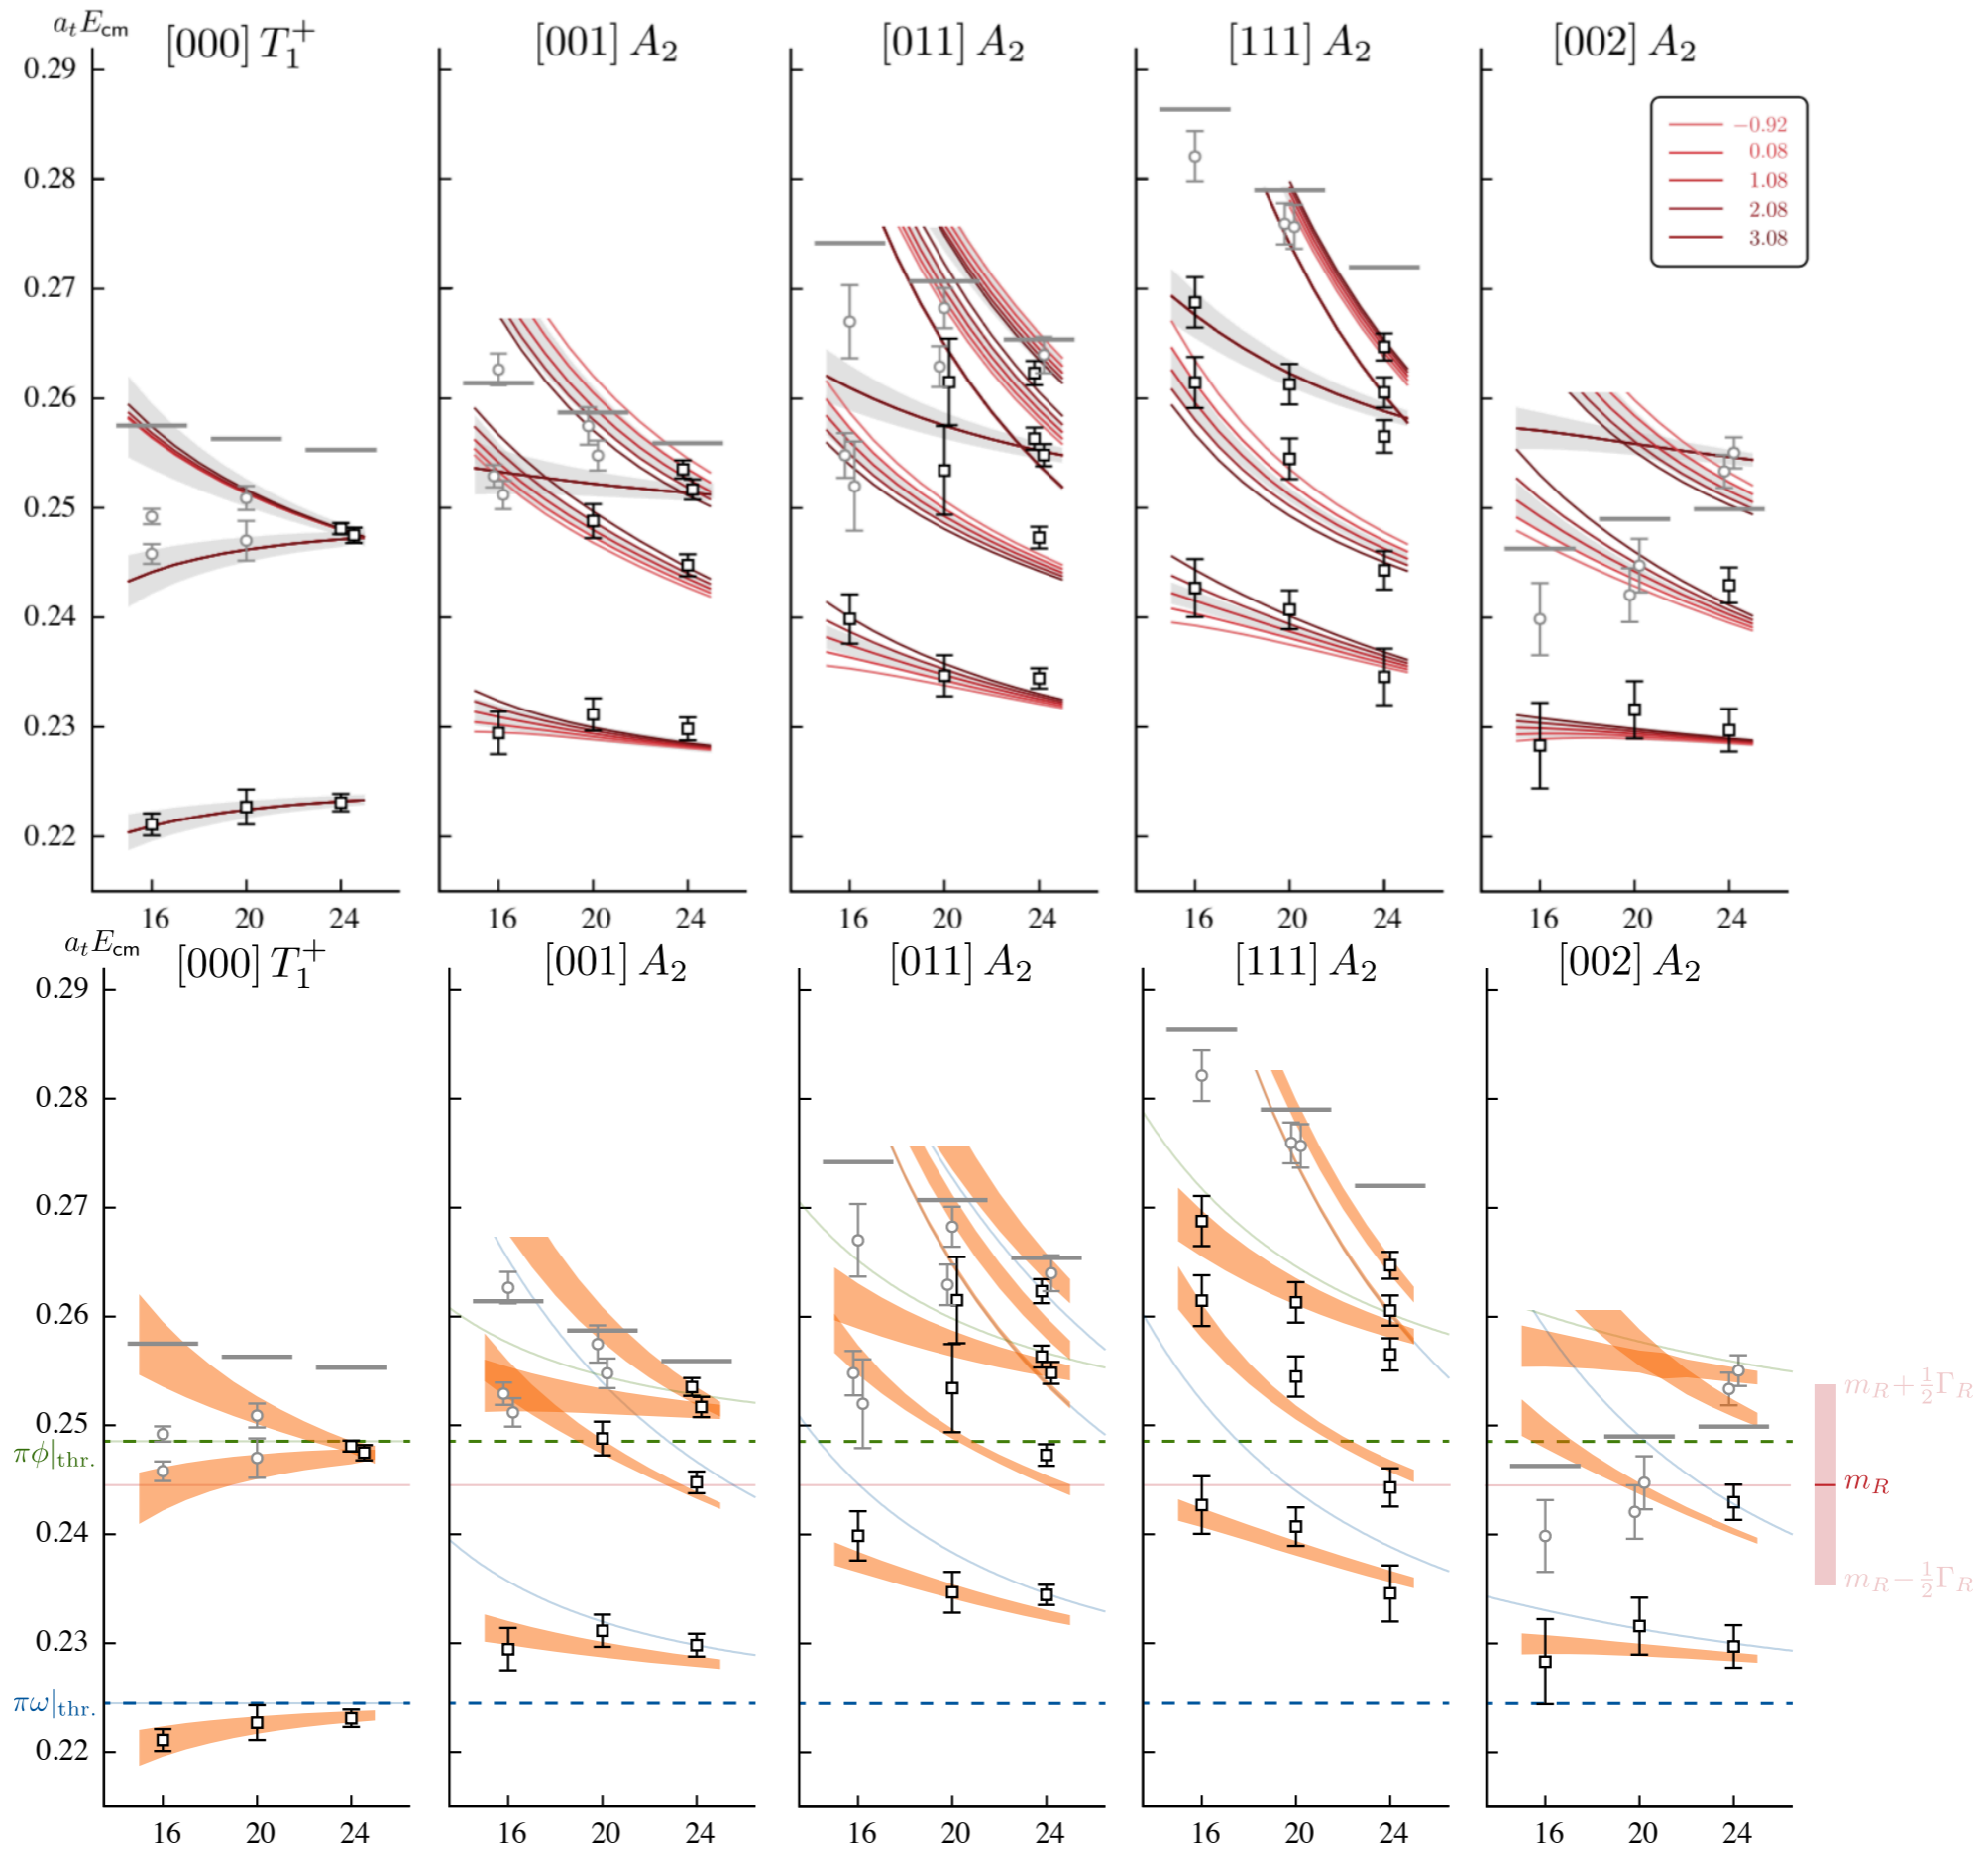 a_t E_cm
[000] T_1^+
[001] A_2
[011] A_2
[111] A_2
[002] A_2
0.29
0.28
0.27
0.26
0.25
0.24
0.23
0.22
−0.92
0.08
1.08
2.08
3.08
16 20 24
16 20 24
16 20 24
16 20 24
16 20 24
a_t E_cm
[000] T_1^+
[001] A_2
[011] A_2
[111] A_2
[002] A_2
0.29
0.28
0.27
0.26
0.25
πϕ|thr.
0.24
0.23
πω|thr.
0.22
m_R + ½Γ_R
m_R
m_R − ½Γ_R
16 20 24
16 20 24
16 20 24
16 20 24
16 20 24